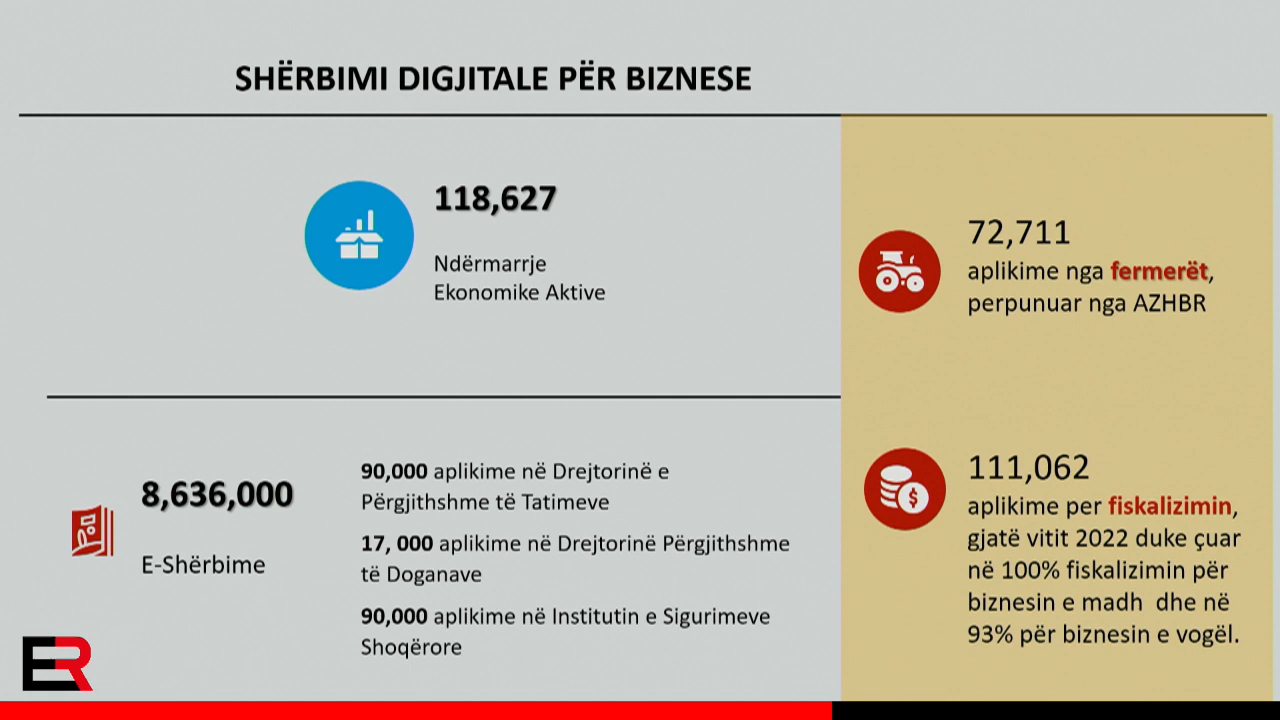 SHËRBIMI DIGJITALE PËR BIZNESE
118,627
Ndërmarrje
Ekonomike Aktive
8,636,000
E-Shërbime
90,000 aplikime në Drejtorinë e
Përgjithshme të Tatimeve
17, 000 aplikime në Drejtorinë Përgjithshme
të Doganave
90,000 aplikime në Institutin e Sigurimeve
Shoqërore
72,711
aplikime nga fermerët,
perpunuar nga AZHBR
111,062
aplikime per fiskalizimin,
gjatë vitit 2022 duke çuar
në 100% fiskalizimin për
biznesin e madh  dhe në
93% për biznesin e vogël.
ER